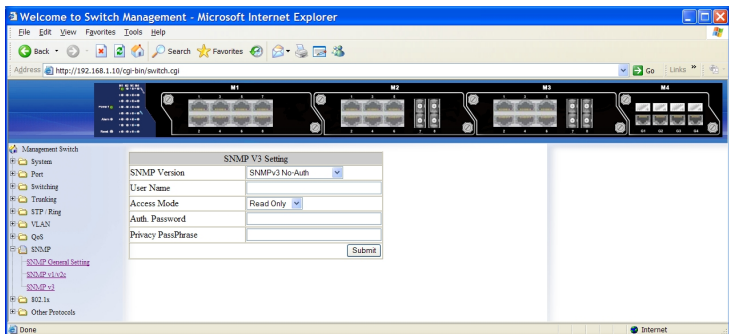 Welcome to Switch Management - Microsoft Internet Explorer
File Edit View Favorites Tools Help
Back Search Favorites
Address http://192.168.1.10/cgi-bin/switch.cgi Go Links »
M1 M2 M3 M4
Management Switch
System
Port
Switching
Trunking
STP / Ring
VLAN
QoS
SNMP
SNMP General Setting
SNMP v1/v2c
SNMP v3
802.1x
Other Protocols
SNMP V3 Setting
SNMP Version SNMPv3 No-Auth
User Name
Access Mode Read Only
Auth. Password
Privacy PassPhrase
Submit
Done Internet